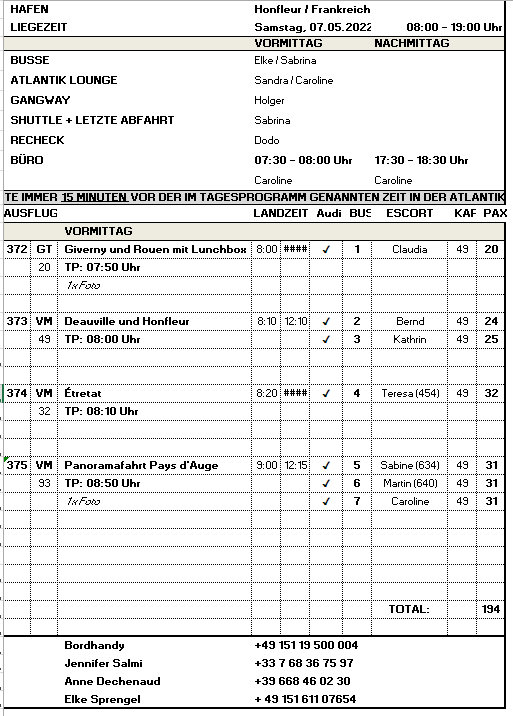 HAFEN Honfleur / Frankreich
LIEGEZEIT Samstag, 07.05.2022 08:00 - 19:00 Uhr
VORMITTAG NACHMITTAG
BUSSE Elke / Sabrina
ATLANTIK LOUNGE Sandra / Caroline
GANGWAY Holger
SHUTTLE + LETZTE ABFAHRT Sabrina
RECHECK Dodo
BÜRO 07:30 - 08:00 Uhr 17:30 - 18:30 Uhr
Caroline Caroline
TE IMMER 15 MINUTEN VOR DER IM TAGESPROGRAMM GENANNTEN ZEIT IN DER ATLANTIK
AUSFLUG LANDZEIT Audi BUS ESCORT KAF PAX
VORMITTAG
372 GT Giverny und Rouen mit Lunchbox 8:00 #### ✓ 1 Claudia 49 20
20 TP: 07:50 Uhr
1x Foto
373 VM Deauville und Honfleur 8:10 12:10 ✓ 2 Bernd 49 24
49 TP: 08:00 Uhr ✓ 3 Kathrin 49 25
374 VM Étretat 8:20 #### ✓ 4 Teresa (454) 49 32
32 TP: 08:10 Uhr
375 VM Panoramafahrt Pays d'Auge 9:00 12:15 ✓ 5 Sabine (634) 49 31
93 TP: 08:50 Uhr ✓ 6 Martin (640) 49 31
1x Foto ✓ 7 Caroline 49 31
TOTAL: 194
Bordhandy +49 151 19 500 004
Jennifer Salmi +33 7 68 36 75 97
Anne Dechenaud +39 668 46 02 30
Elke Sprengel + 49 151 611 07654